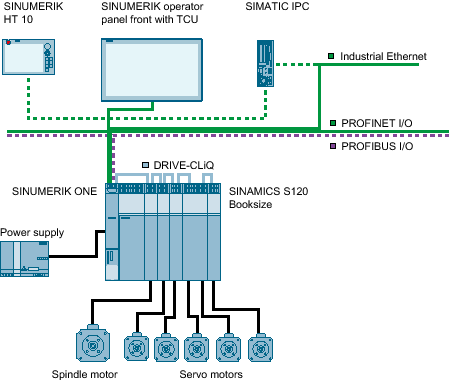 SINUMERIK
HT 10
SINUMERIK operator
panel front with TCU
SIMATIC IPC
Industrial Ethernet
PROFINET I/O
PROFIBUS I/O
DRIVE-CLiQ
SINUMERIK ONE
SINAMICS S120
Booksize
Power supply
Spindle motor
Servo motors